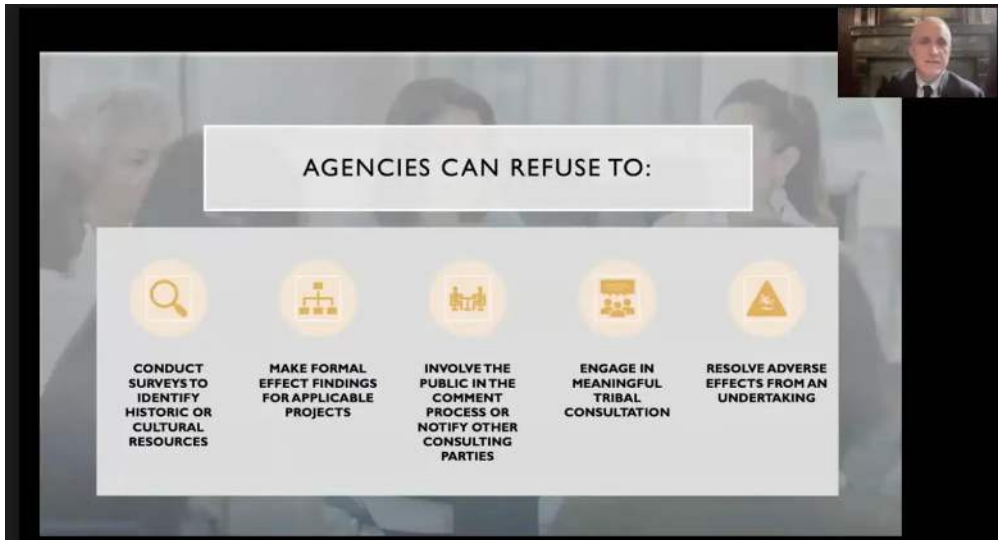 AGENCIES CAN REFUSE TO:
CONDUCT
SURVEYS TO
IDENTIFY
HISTORIC OR
CULTURAL
RESOURCES
MAKE FORMAL
EFFECT FINDINGS
FOR APPLICABLE
PROJECTS
INVOLVE THE
PUBLIC IN THE
COMMENT
PROCESS OR
NOTIFY OTHER
CONSULTING
PARTIES
ENGAGE IN
MEANINGFUL
TRIBAL
CONSULTATION
RESOLVE ADVERSE
EFFECTS FROM AN
UNDERTAKING